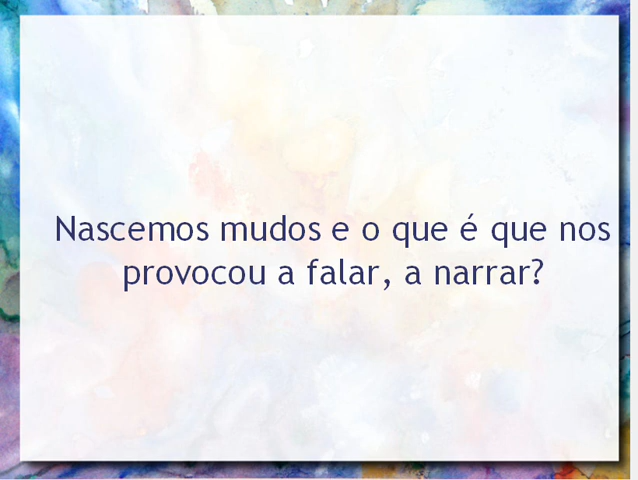 Nascemos mudos e o que é que nos
provocou a falar, a narrar?